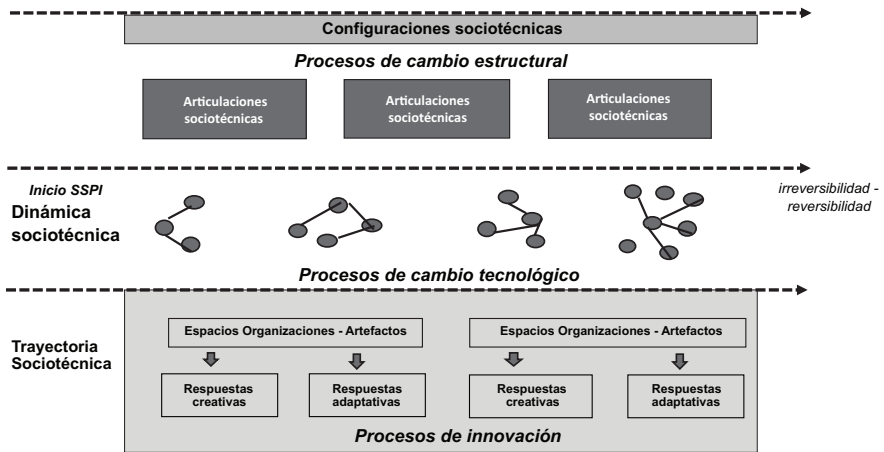 Configuraciones sociotécnicas
Procesos de cambio estructural
Articulaciones
sociotécnicas
Articulaciones
sociotécnicas
Articulaciones
sociotécnicas
Inicio SSPI
Dinámica
sociotécnica
irreversibilidad -
reversibilidad
Procesos de cambio tecnológico
Trayectoria
Sociotécnica
Espacios Organizaciones - Artefactos
Espacios Organizaciones - Artefactos
Respuestas
creativas
Respuestas
adaptativas
Respuestas
creativas
Respuestas
adaptativas
Procesos de innovación